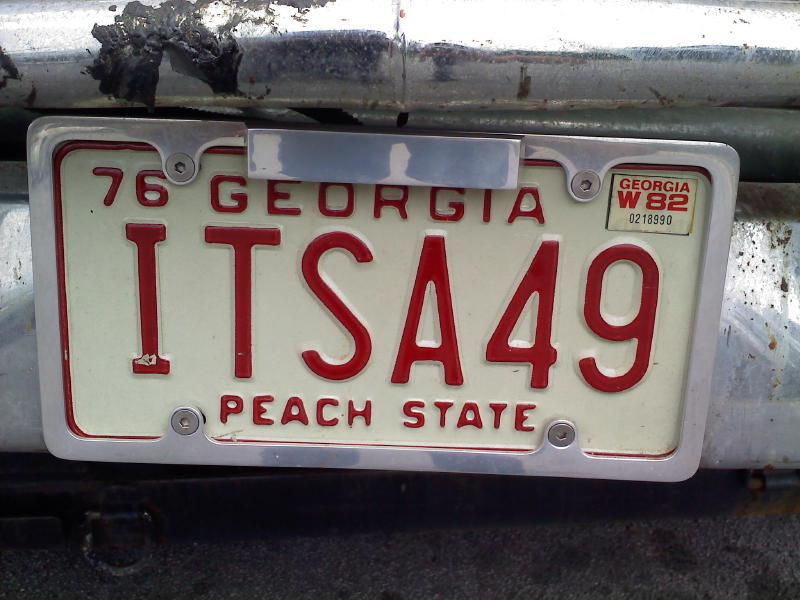 76 GEORGIA
GEORGIA
W 82
0218990
ITSA49
PEACH STATE